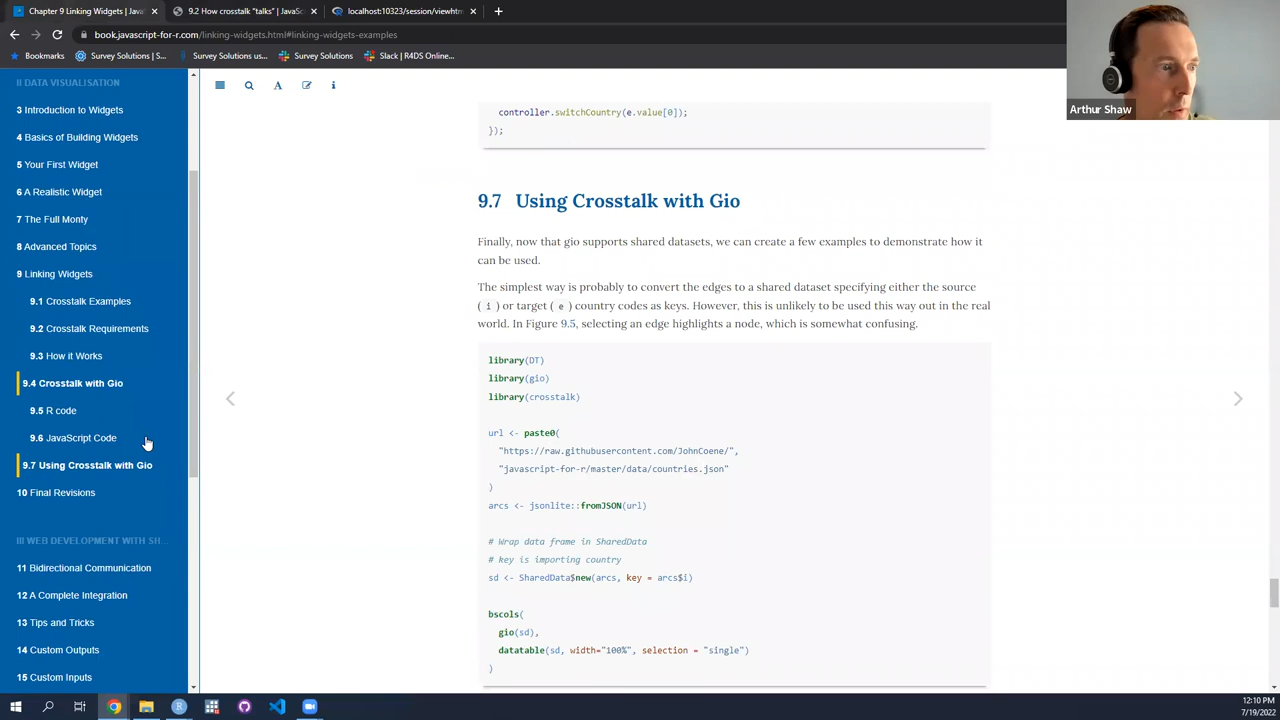 Chapter 9 Linking Widgets | Java
9.2 How crosstalk "talks" | JavaSc
localhost:10323/session/viewhtm
book.javascript-for-r.com/linking-widgets.html#linking-widgets-examples
Bookmarks
Survey Solutions | S...
Survey Solutions us...
Survey Solutions
Slack | R4DS Onlin...
Arthur Shaw
II DATA VISUALISATION
3 Introduction to Widgets
4 Basics of Building Widgets
5 Your First Widget
6 A Realistic Widget
7 The Full Monty
8 Advanced Topics
9 Linking Widgets
9.1 Crosstalk Examples
9.2 Crosstalk Requirements
9.3 How it Works
9.4 Crosstalk with Gio
9.5 R code
9.6 JavaScript Code
9.7 Using Crosstalk with Gio
10 Final Revisions
III WEB DEVELOPMENT WITH SH...
11 Bidirectional Communication
12 A Complete Integration
13 Tips and Tricks
14 Custom Outputs
15 Custom Inputs
controller.switchCountry(e.value[0]);
});
9.7 Using Crosstalk with Gio
Finally, now that gio supports shared datasets, we can create a few examples to demonstrate how it
can be used.
The simplest way is probably to convert the edges to a shared dataset specifying either the source
( i ) or target ( e ) country codes as keys. However, this is unlikely to be used this way out in the real
world. In Figure 9.5, selecting an edge highlights a node, which is somewhat confusing.
library(DT)
library(gio)
library(crosstalk)
url <- paste0(
"https://raw.githubusercontent.com/JohnCoene/",
"javascript-for-r/master/data/countries.json"
)
arcs <- jsonlite::fromJSON(url)
# Wrap data frame in SharedData
# key is importing country
sd <- SharedData$new(arcs, key = arcs$i)
bscols(
gio(sd),
datatable(sd, width="100%", selection = "single")
)
12:10 PM
7/19/2022